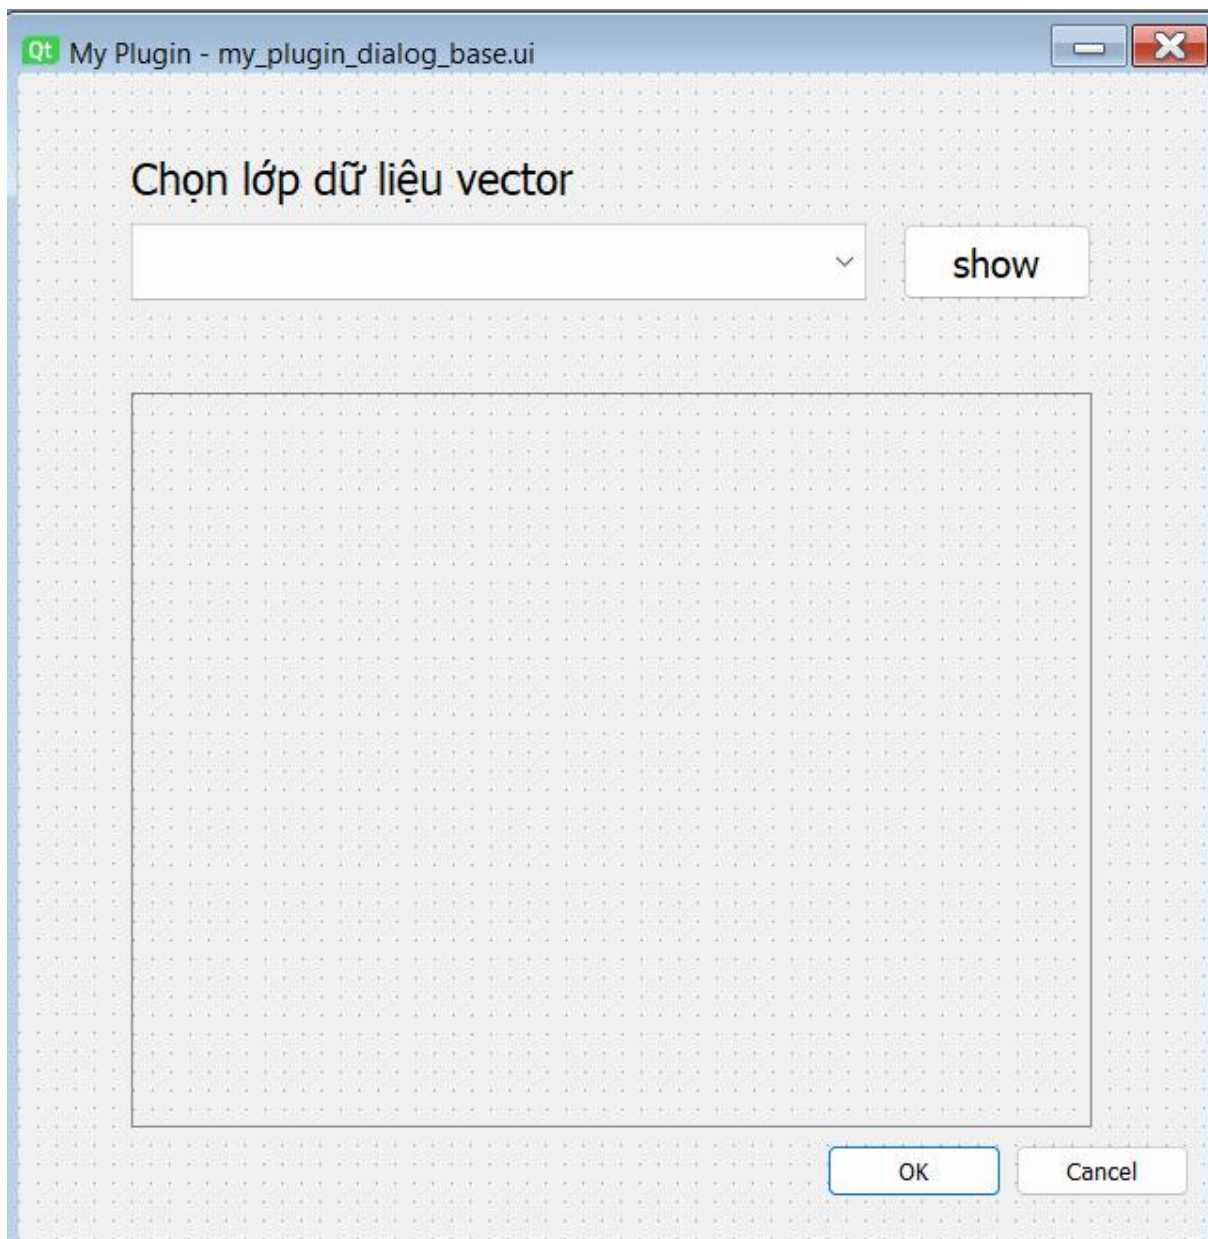 Qt My Plugin - my_plugin_dialog_base.ui
Chọn lớp dữ liệu vector
show
OK Cancel